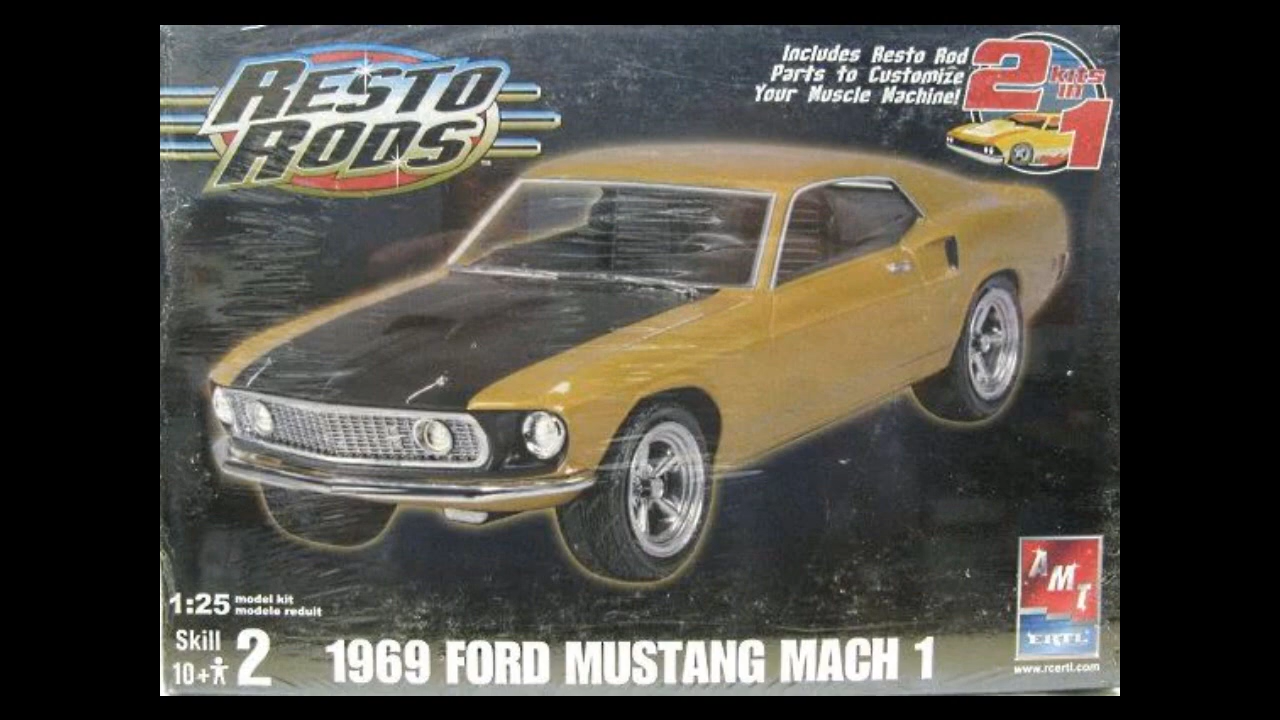 RESTO
RODS
™
Includes Resto Rod
Parts to Customize
Your Muscle Machine!
2
kits
in
1
1:25 model kit
modele reduit
Skill 2
10+
1969 FORD MUSTANG MACH 1
AMT
ERTL
www.rcertl.com